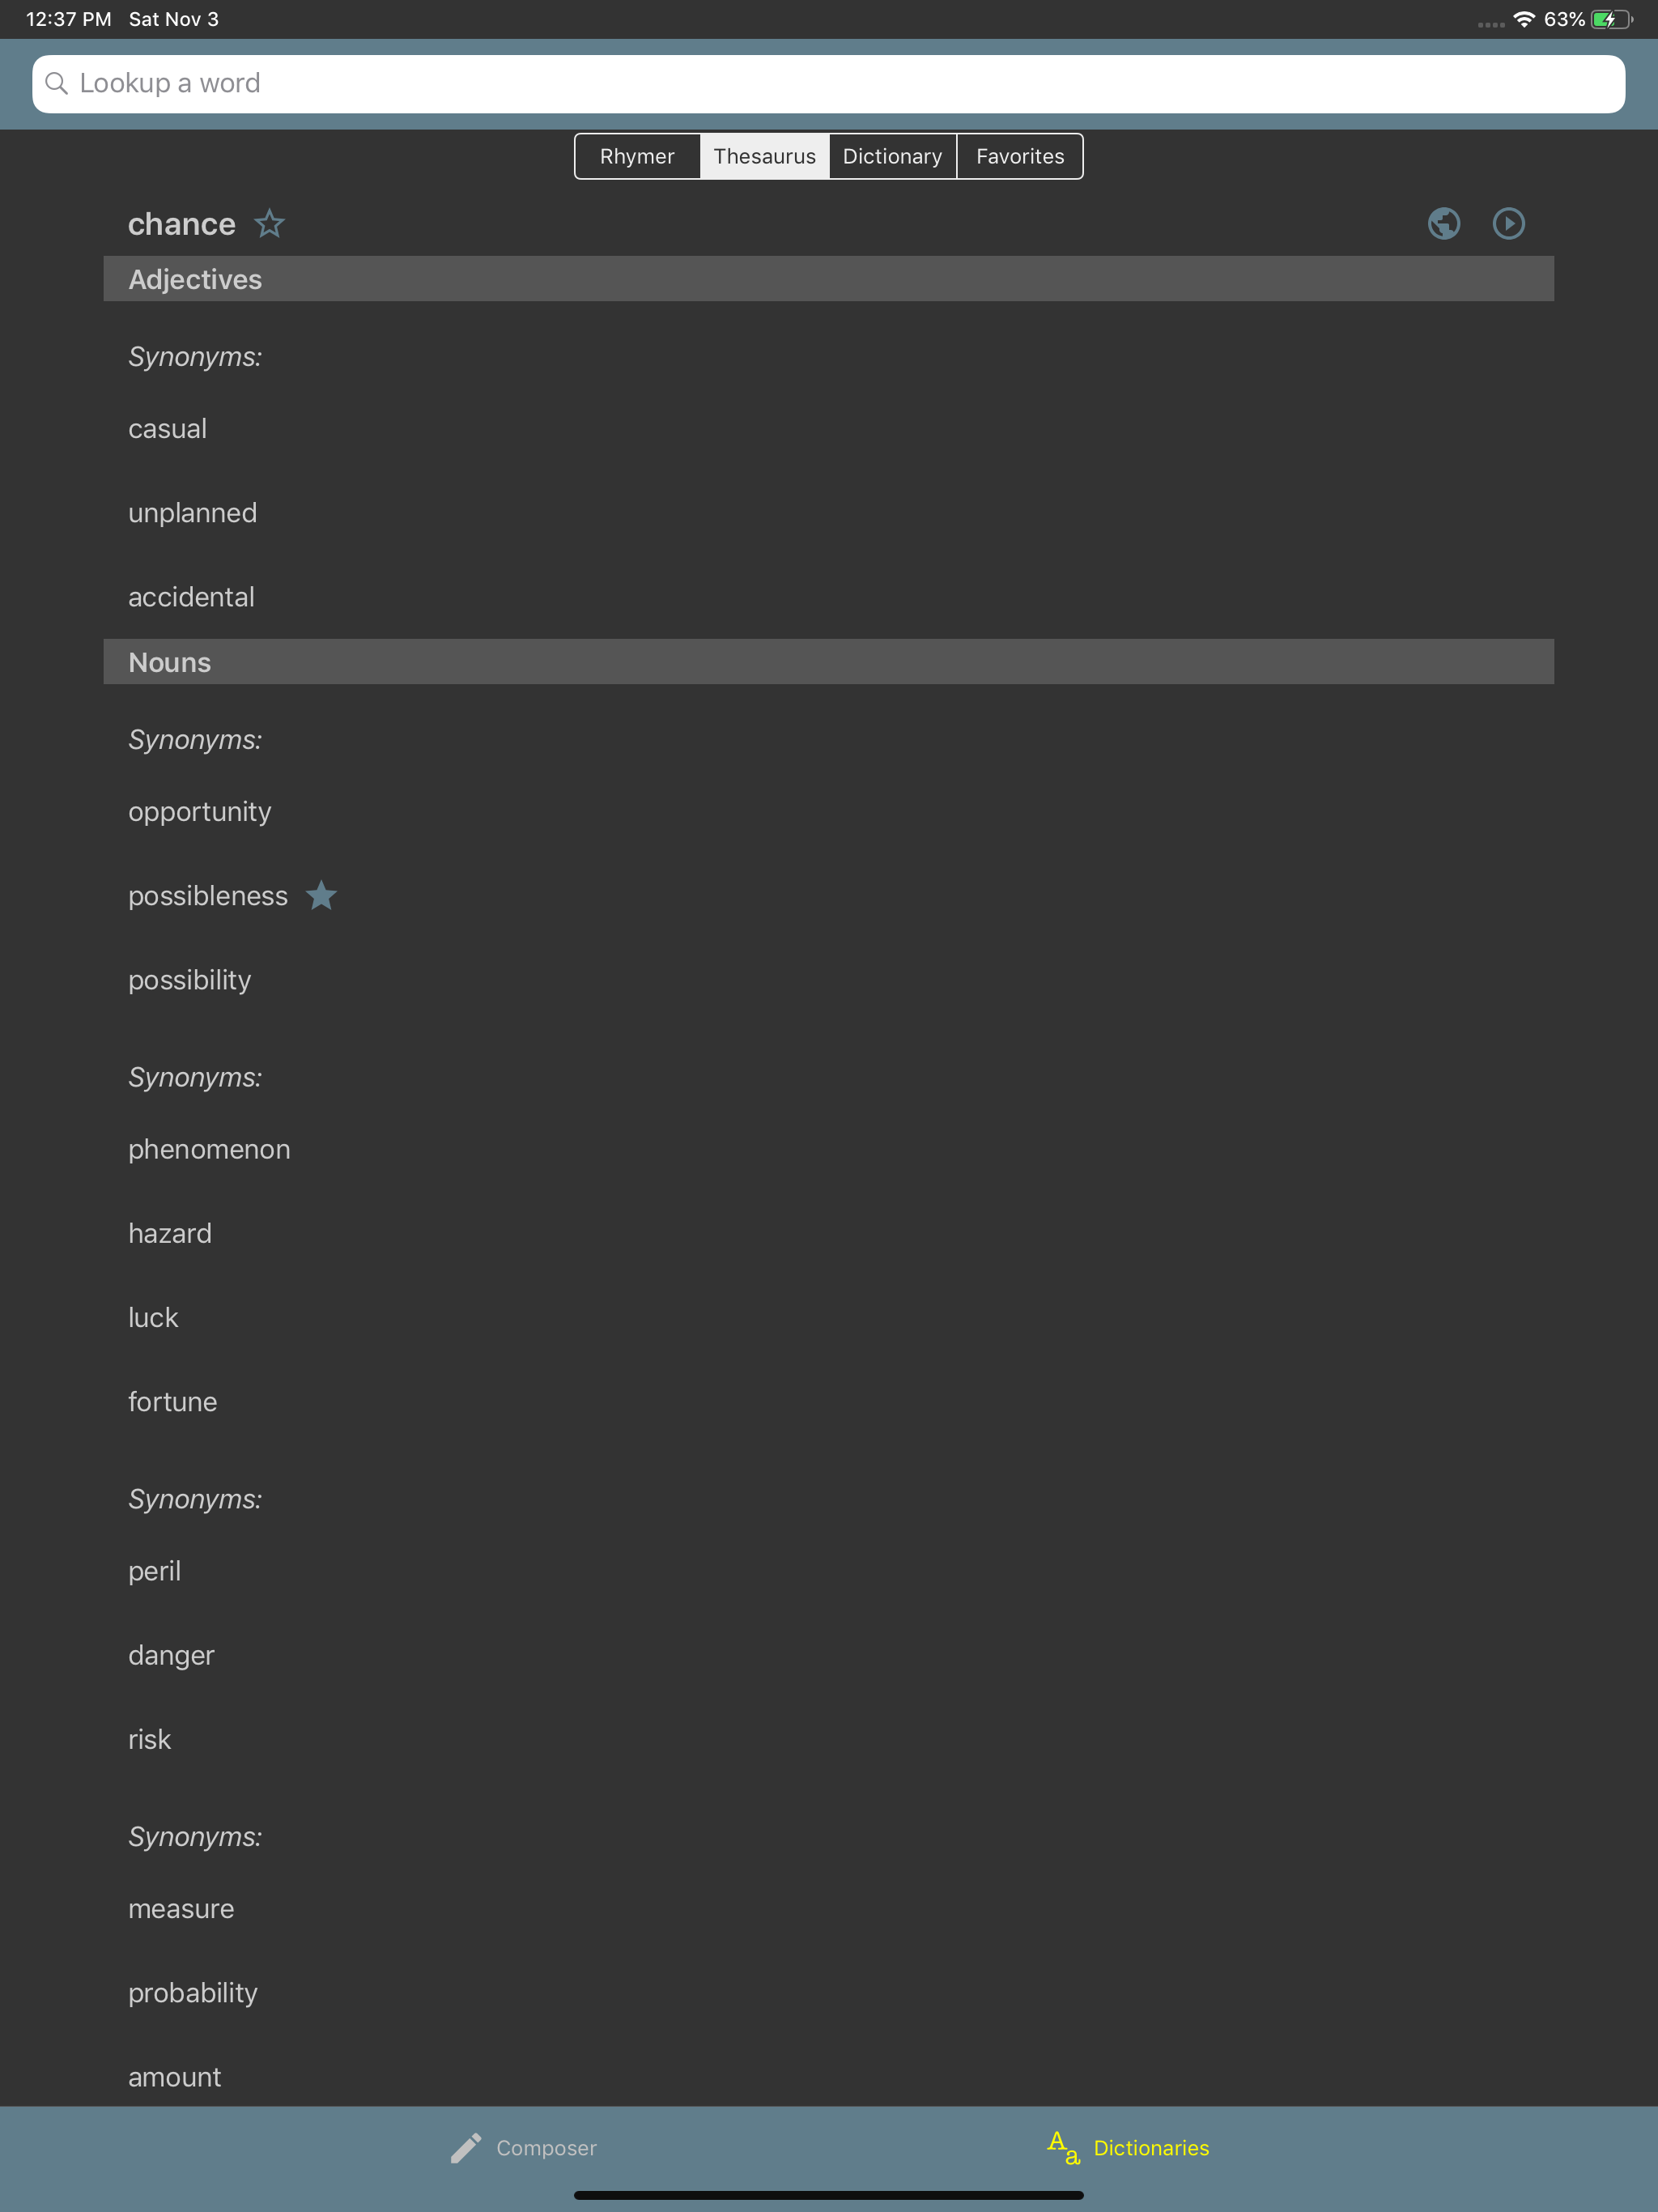 12:37 PM Sat Nov 3 63%
Lookup a word
Rhymer Thesaurus Dictionary Favorites
chance
Adjectives
Synonyms:
casual
unplanned
accidental
Nouns
Synonyms:
opportunity
possibleness
possibility
Synonyms:
phenomenon
hazard
luck
fortune
Synonyms:
peril
danger
risk
Synonyms:
measure
probability
amount
Composer Aa Dictionaries